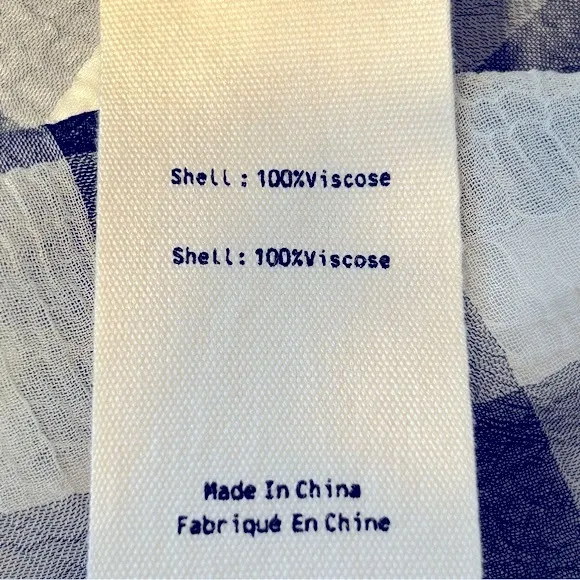 Shell : 100%Viscose
Shell: 100%Viscose
Made In China
Fabriqué En Chine